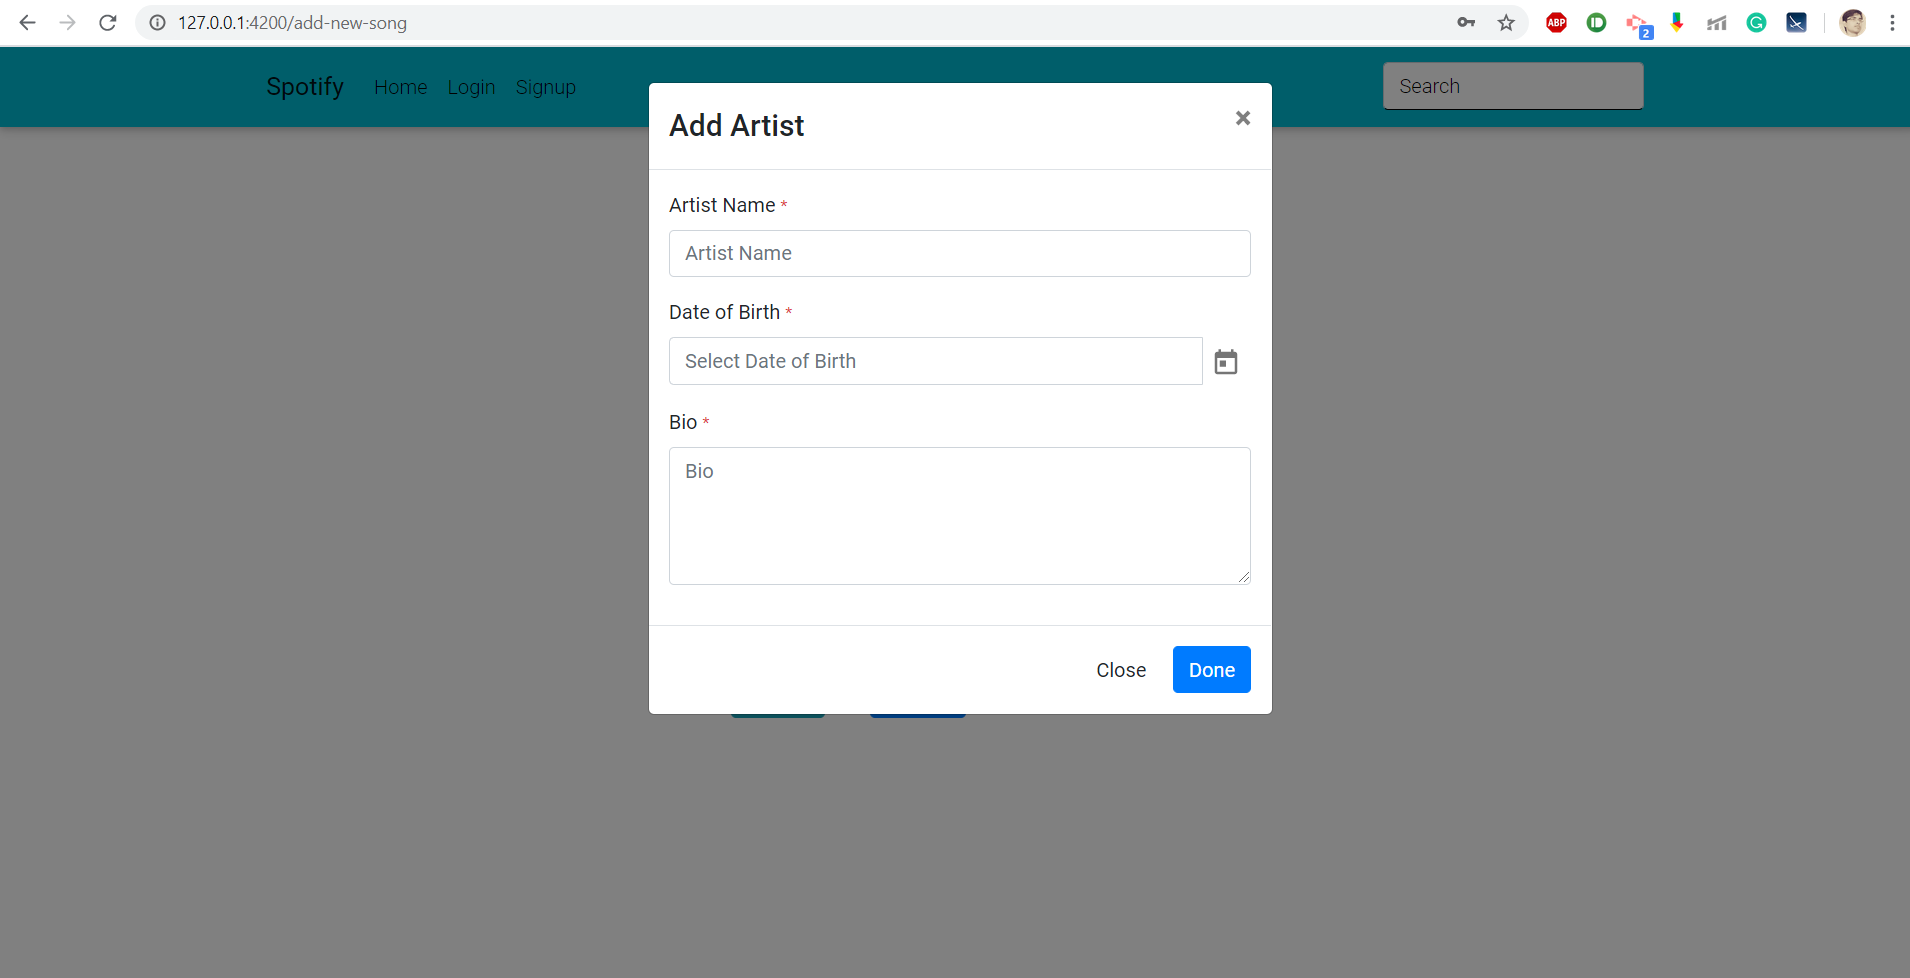 127.0.0.1:4200/add-new-song
ABP
2
G
Spotify Home Login Signup
Search
Add Artist
×
Artist Name *
Artist Name
Date of Birth *
Select Date of Birth
Bio *
Bio
Close Done